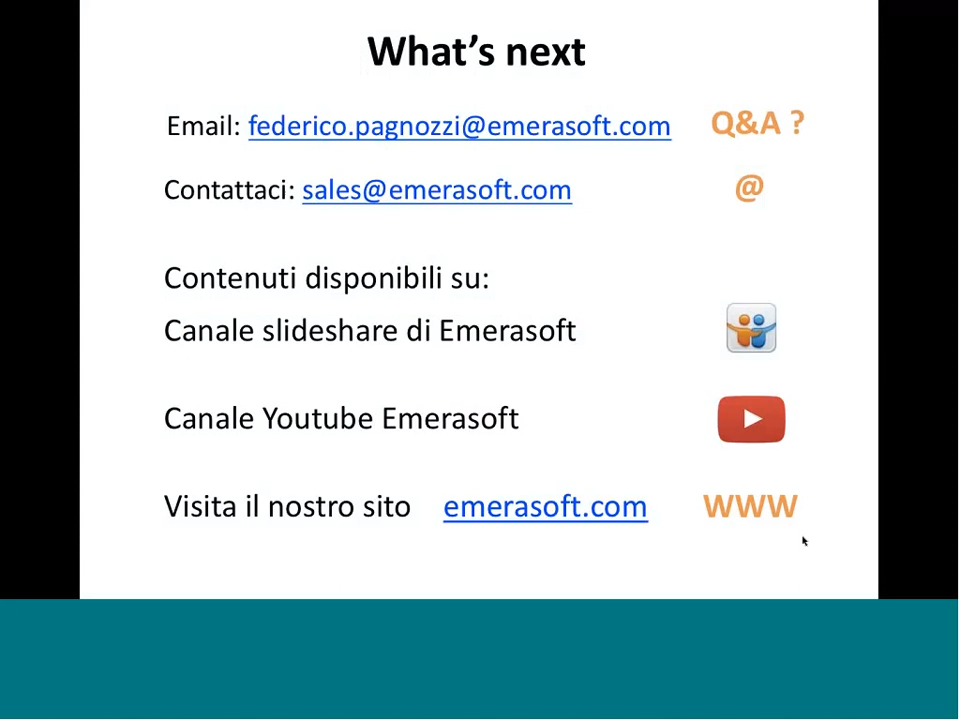 What's next
Email: federico.pagnozzi@emerasoft.com Q&A ?
Contattaci: sales@emerasoft.com @
Contenuti disponibili su:
Canale slideshare di Emerasoft
Canale Youtube Emerasoft
Visita il nostro sito emerasoft.com WWW